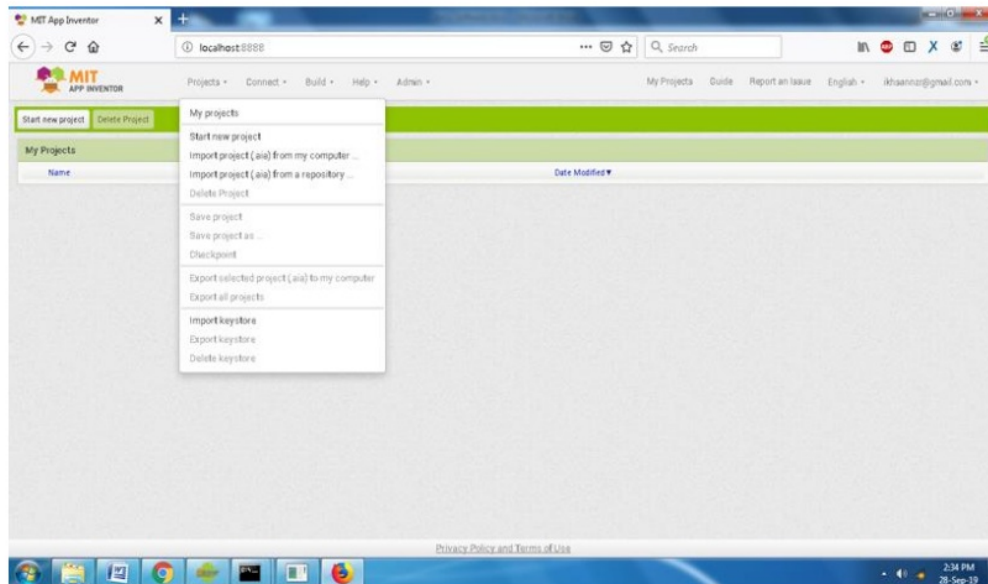 MIT App Inventor
localhost:8888
Search
MIT
APP INVENTOR
Projects Connect Build Help Admin My Projects Guide Report an Issue English ikhsannzr@gmail.com
Start new project Delete Project
My projects
Start new project
Import project (.aia) from my computer ...
Import project (.aia) from a repository ...
Delete Project
Save project
Save project as ...
Checkpoint
Export selected project (.aia) to my computer
Export all projects
Import keystore
Export keystore
Delete keystore
My Projects
Name Date Modified
Privacy Policy and Terms of Use
2:34 PM
28-Sep-19